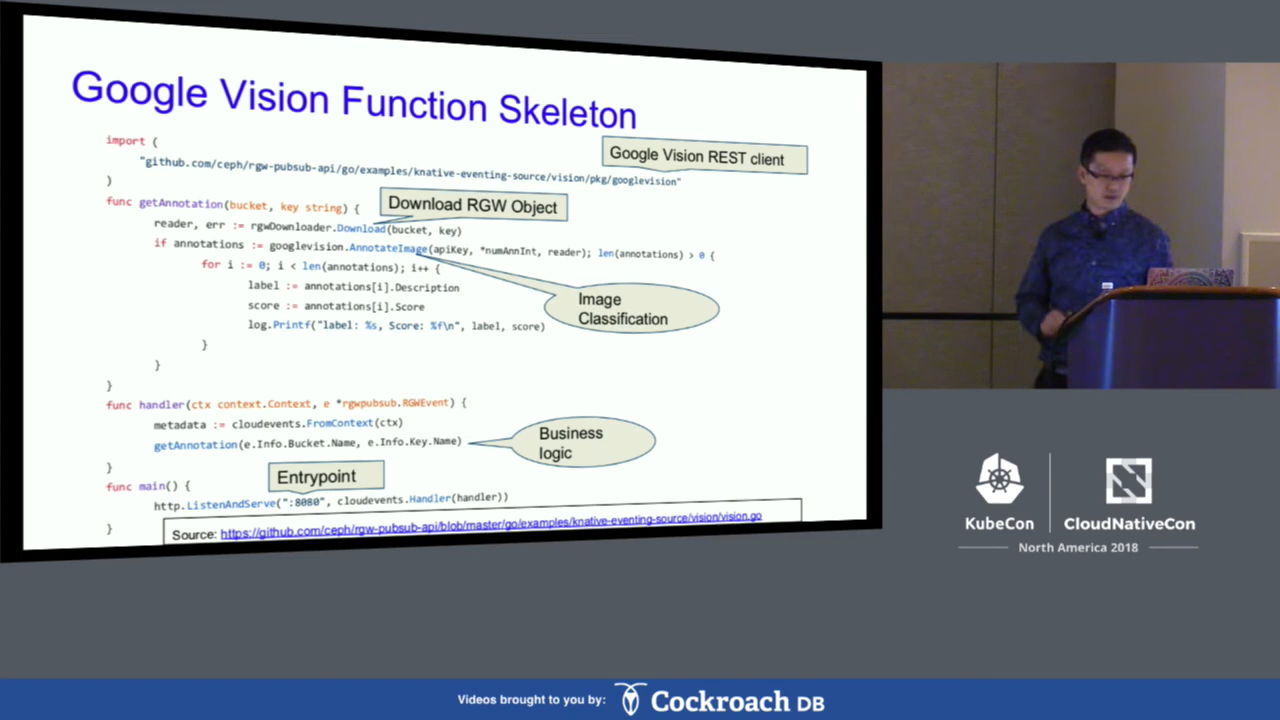 Google Vision Function Skeleton
import (
Google Vision REST client
"github.com/ceph/rgw-pubsub-api/go/examples/knative-eventing-source/vision/pkg/googlevision"
)
func getAnnotation(bucket, key string) {
Download RGW Object
reader, err := rgwDownloader.Download(bucket, key)
if annotations := googlevision.AnnotateImage(apiKey, *numAnnInt, reader); len(annotations) > 0 {
for i := 0; i < len(annotations); i++ {
label := annotations[i].Description
Image
Classification
score := annotations[i].Score
log.Printf("label: %s, Score: %f\n", label, score)
}
}
}
func handler(ctx context.Context, e *rgwpubsub.RGWEvent) {
metadata := cloudevents.FromContext(ctx)
getAnnotation(e.Info.Bucket.Name, e.Info.Key.Name)
Business
logic
}
Entrypoint
func main() {
http.ListenAndServe(":8080", cloudevents.Handler(handler))
}
Source: https://github.com/ceph/rgw-pubsub-api/blob/master/go/examples/knative-eventing-source/vision/vision.go
KubeCon
CloudNativeCon
North America 2018
Videos brought to you by:
Cockroach DB